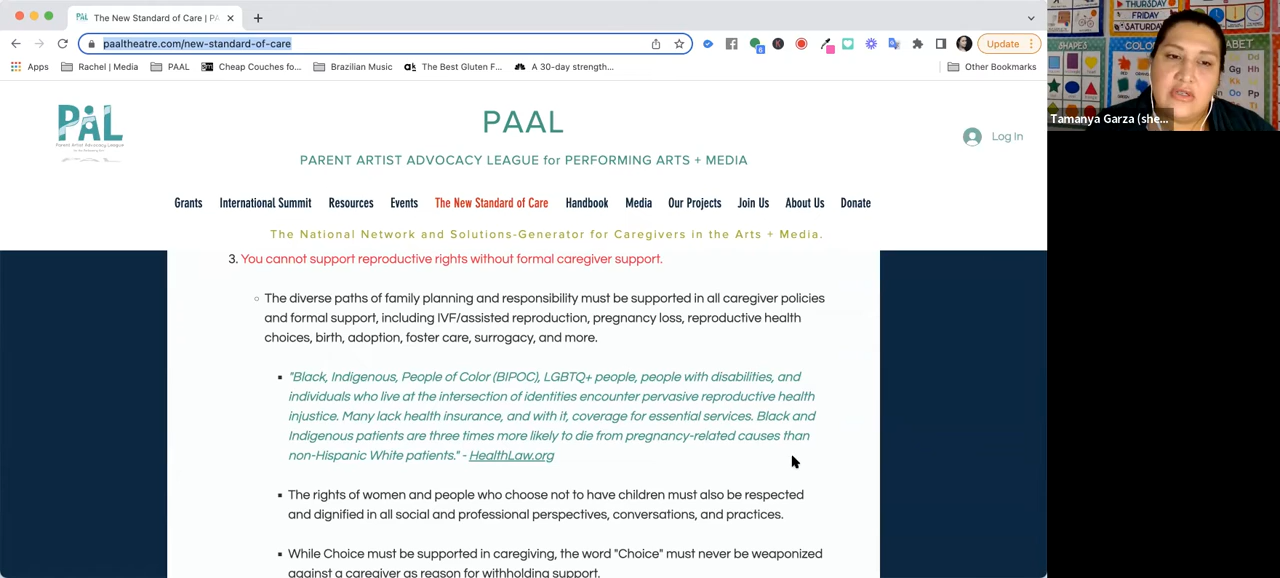 The New Standard of Care | PA
paaltheatre.com/new-standard-of-care
Update
Apps
Rachel | Media
PAAL
Cheap Couches fo...
Brazilian Music
The Best Gluten F...
A 30-day strength...
Other Bookmarks
PAAL
Parent Artist Advocacy League
PAAL
PARENT ARTIST ADVOCACY LEAGUE for PERFORMING ARTS + MEDIA
Log In
Grants International Summit Resources Events The New Standard of Care Handbook Media Our Projects Join Us About Us Donate
The National Network and Solutions-Generator for Caregivers in the Arts + Media.
3. You cannot support reproductive rights without formal caregiver support.
The diverse paths of family planning and responsibility must be supported in all caregiver policies
and formal support, including IVF/assisted reproduction, pregnancy loss, reproductive health
choices, birth, adoption, foster care, surrogacy, and more.
"Black, Indigenous, People of Color (BIPOC), LGBTQ+ people, people with disabilities, and
individuals who live at the intersection of identities encounter pervasive reproductive health
injustice. Many lack health insurance, and with it, coverage for essential services. Black and
Indigenous patients are three times more likely to die from pregnancy-related causes than
non-Hispanic White patients." - HealthLaw.org
The rights of women and people who choose not to have children must also be respected
and dignified in all social and professional perspectives, conversations, and practices.
While Choice must be supported in caregiving, the word "Choice" must never be weaponized
against a caregiver as reason for withholding support.
THURSDAY
FRIDAY
SATURDAY
SHAPES
Tamanya Garza (she...